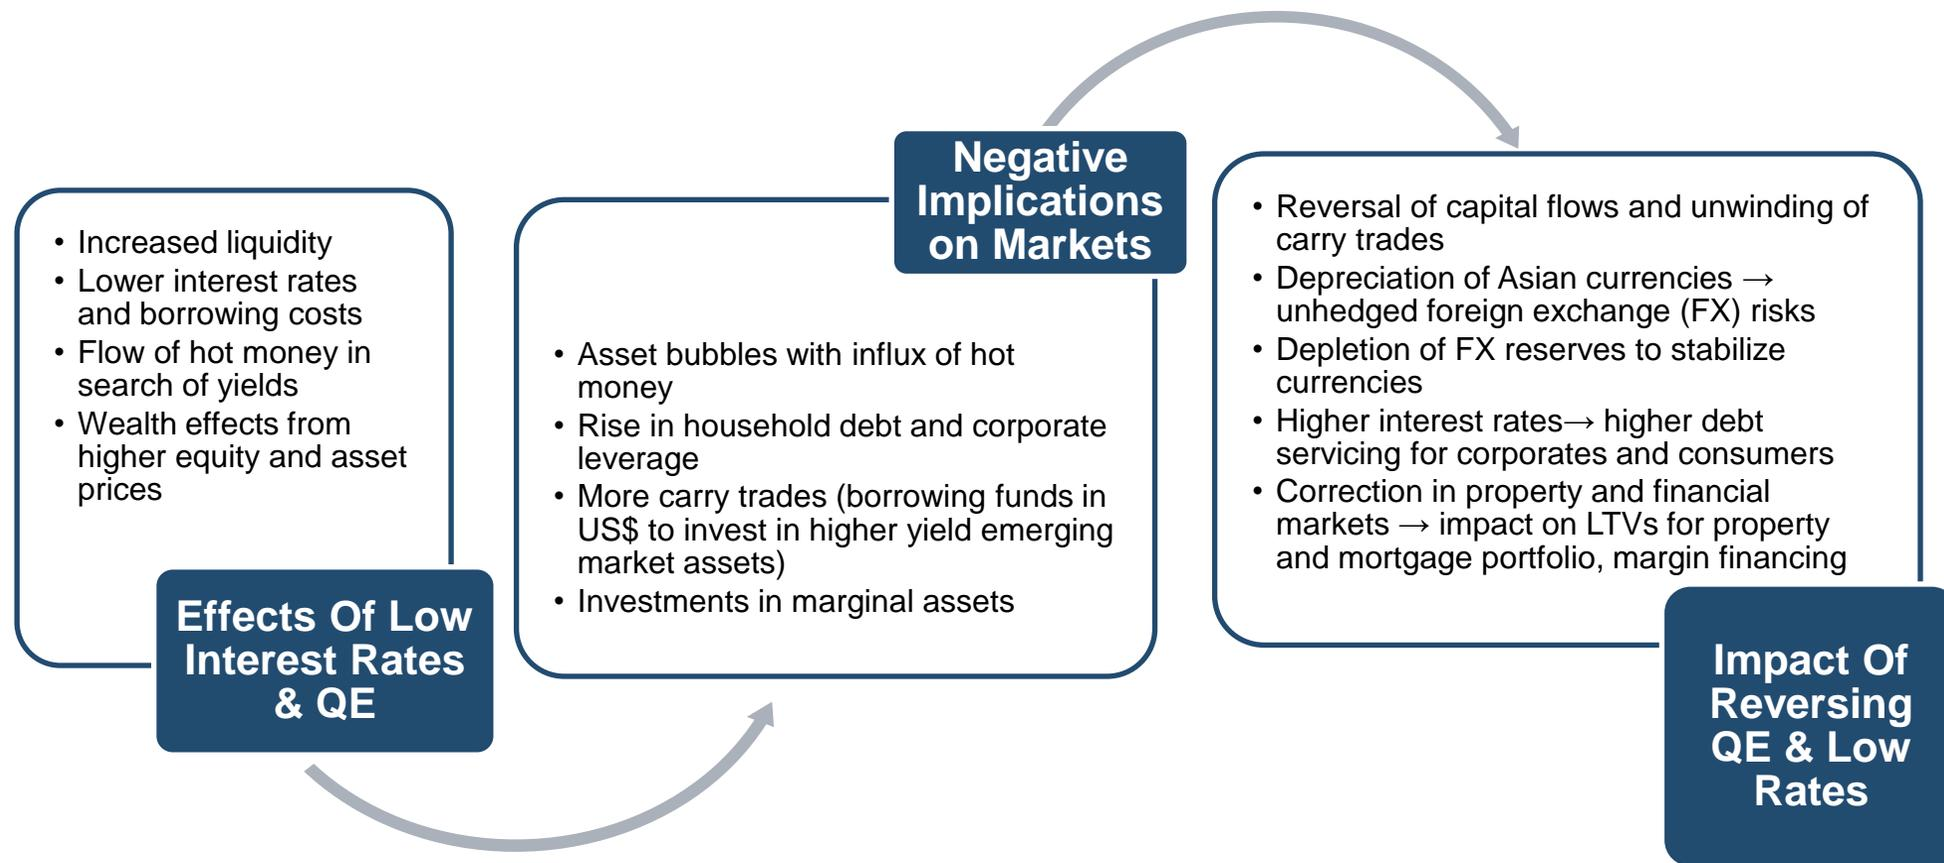 • Increased liquidity
• Lower interest rates
and borrowing costs
• Flow of hot money in
search of yields
• Wealth effects from
higher equity and asset
prices
Effects Of Low
Interest Rates
& QE
Negative
Implications
on Markets
• Asset bubbles with influx of hot
money
• Rise in household debt and corporate
leverage
• More carry trades (borrowing funds in
US$ to invest in higher yield emerging
market assets)
• Investments in marginal assets
• Reversal of capital flows and unwinding of
carry trades
• Depreciation of Asian currencies →
unhedged foreign exchange (FX) risks
• Depletion of FX reserves to stabilize
currencies
• Higher interest rates→ higher debt
servicing for corporates and consumers
• Correction in property and financial
markets → impact on LTVs for property
and mortgage portfolio, margin financing
Impact Of
Reversing
QE & Low
Rates